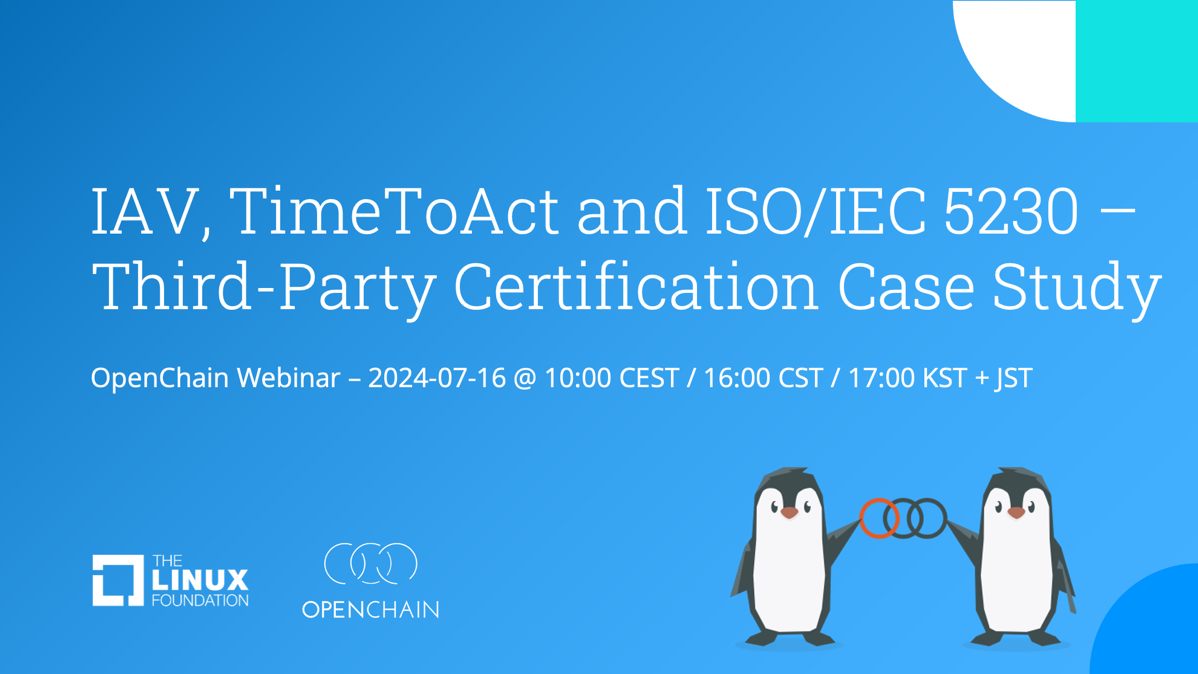 IAV, TimeToAct and ISO/IEC 5230 –
Third-Party Certification Case Study
OpenChain Webinar – 2024-07-16 @ 10:00 CEST / 16:00 CST / 17:00 KST + JST
THE
LINUX
FOUNDATION
OPENCHAIN